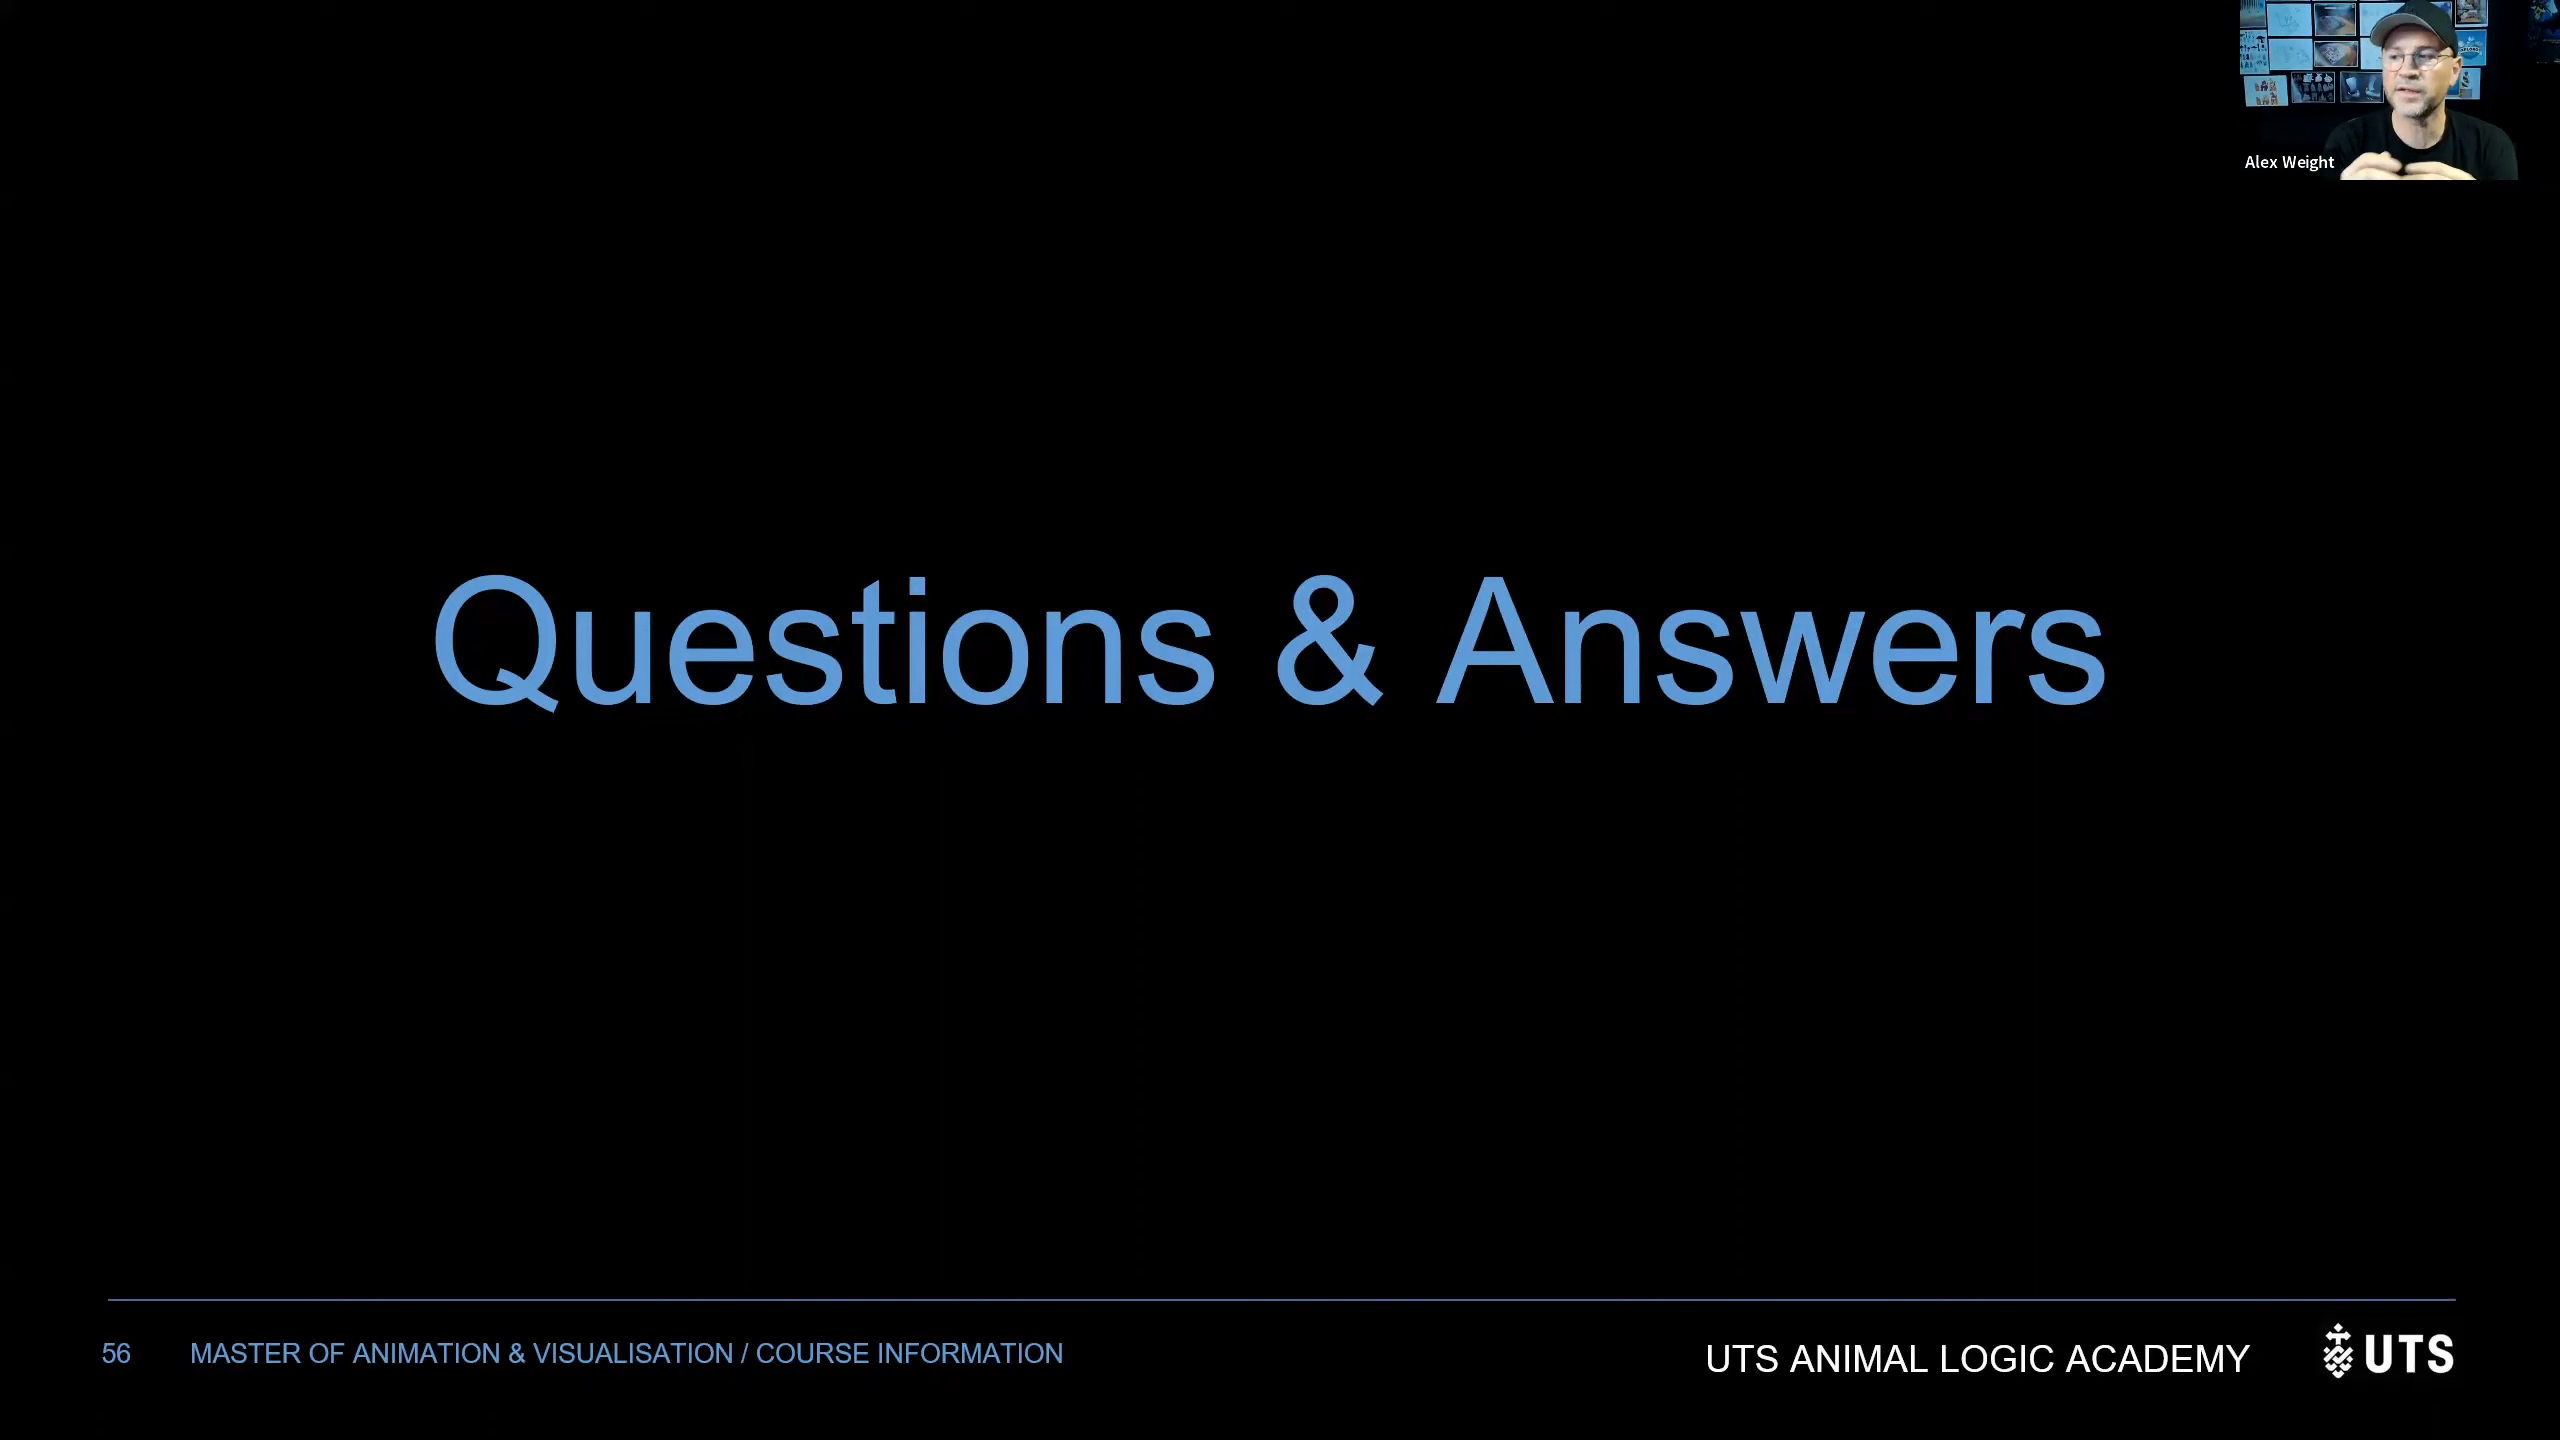 Alex Weight
Questions & Answers
56 MASTER OF ANIMATION & VISUALISATION / COURSE INFORMATION
UTS ANIMAL LOGIC ACADEMY
UTS